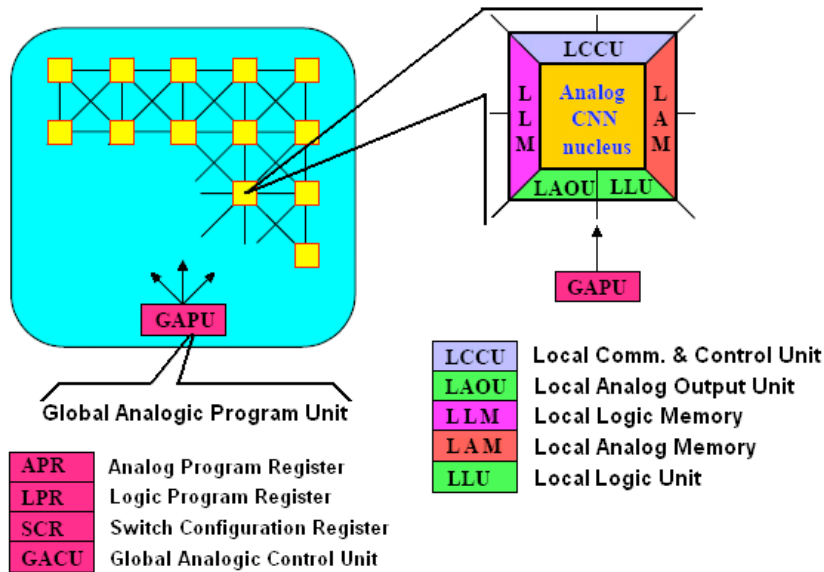 LCCU
L L M
Analog
CNN
nucleus
L A M
LAOU LLU
GAPU
GAPU
Global Analogic Program Unit
APR Analog Program Register
LPR Logic Program Register
SCR Switch Configuration Register
GACU Global Analogic Control Unit
LCCU Local Comm. & Control Unit
LAOU Local Analog Output Unit
L L M Local Logic Memory
L A M Local Analog Memory
LLU Local Logic Unit